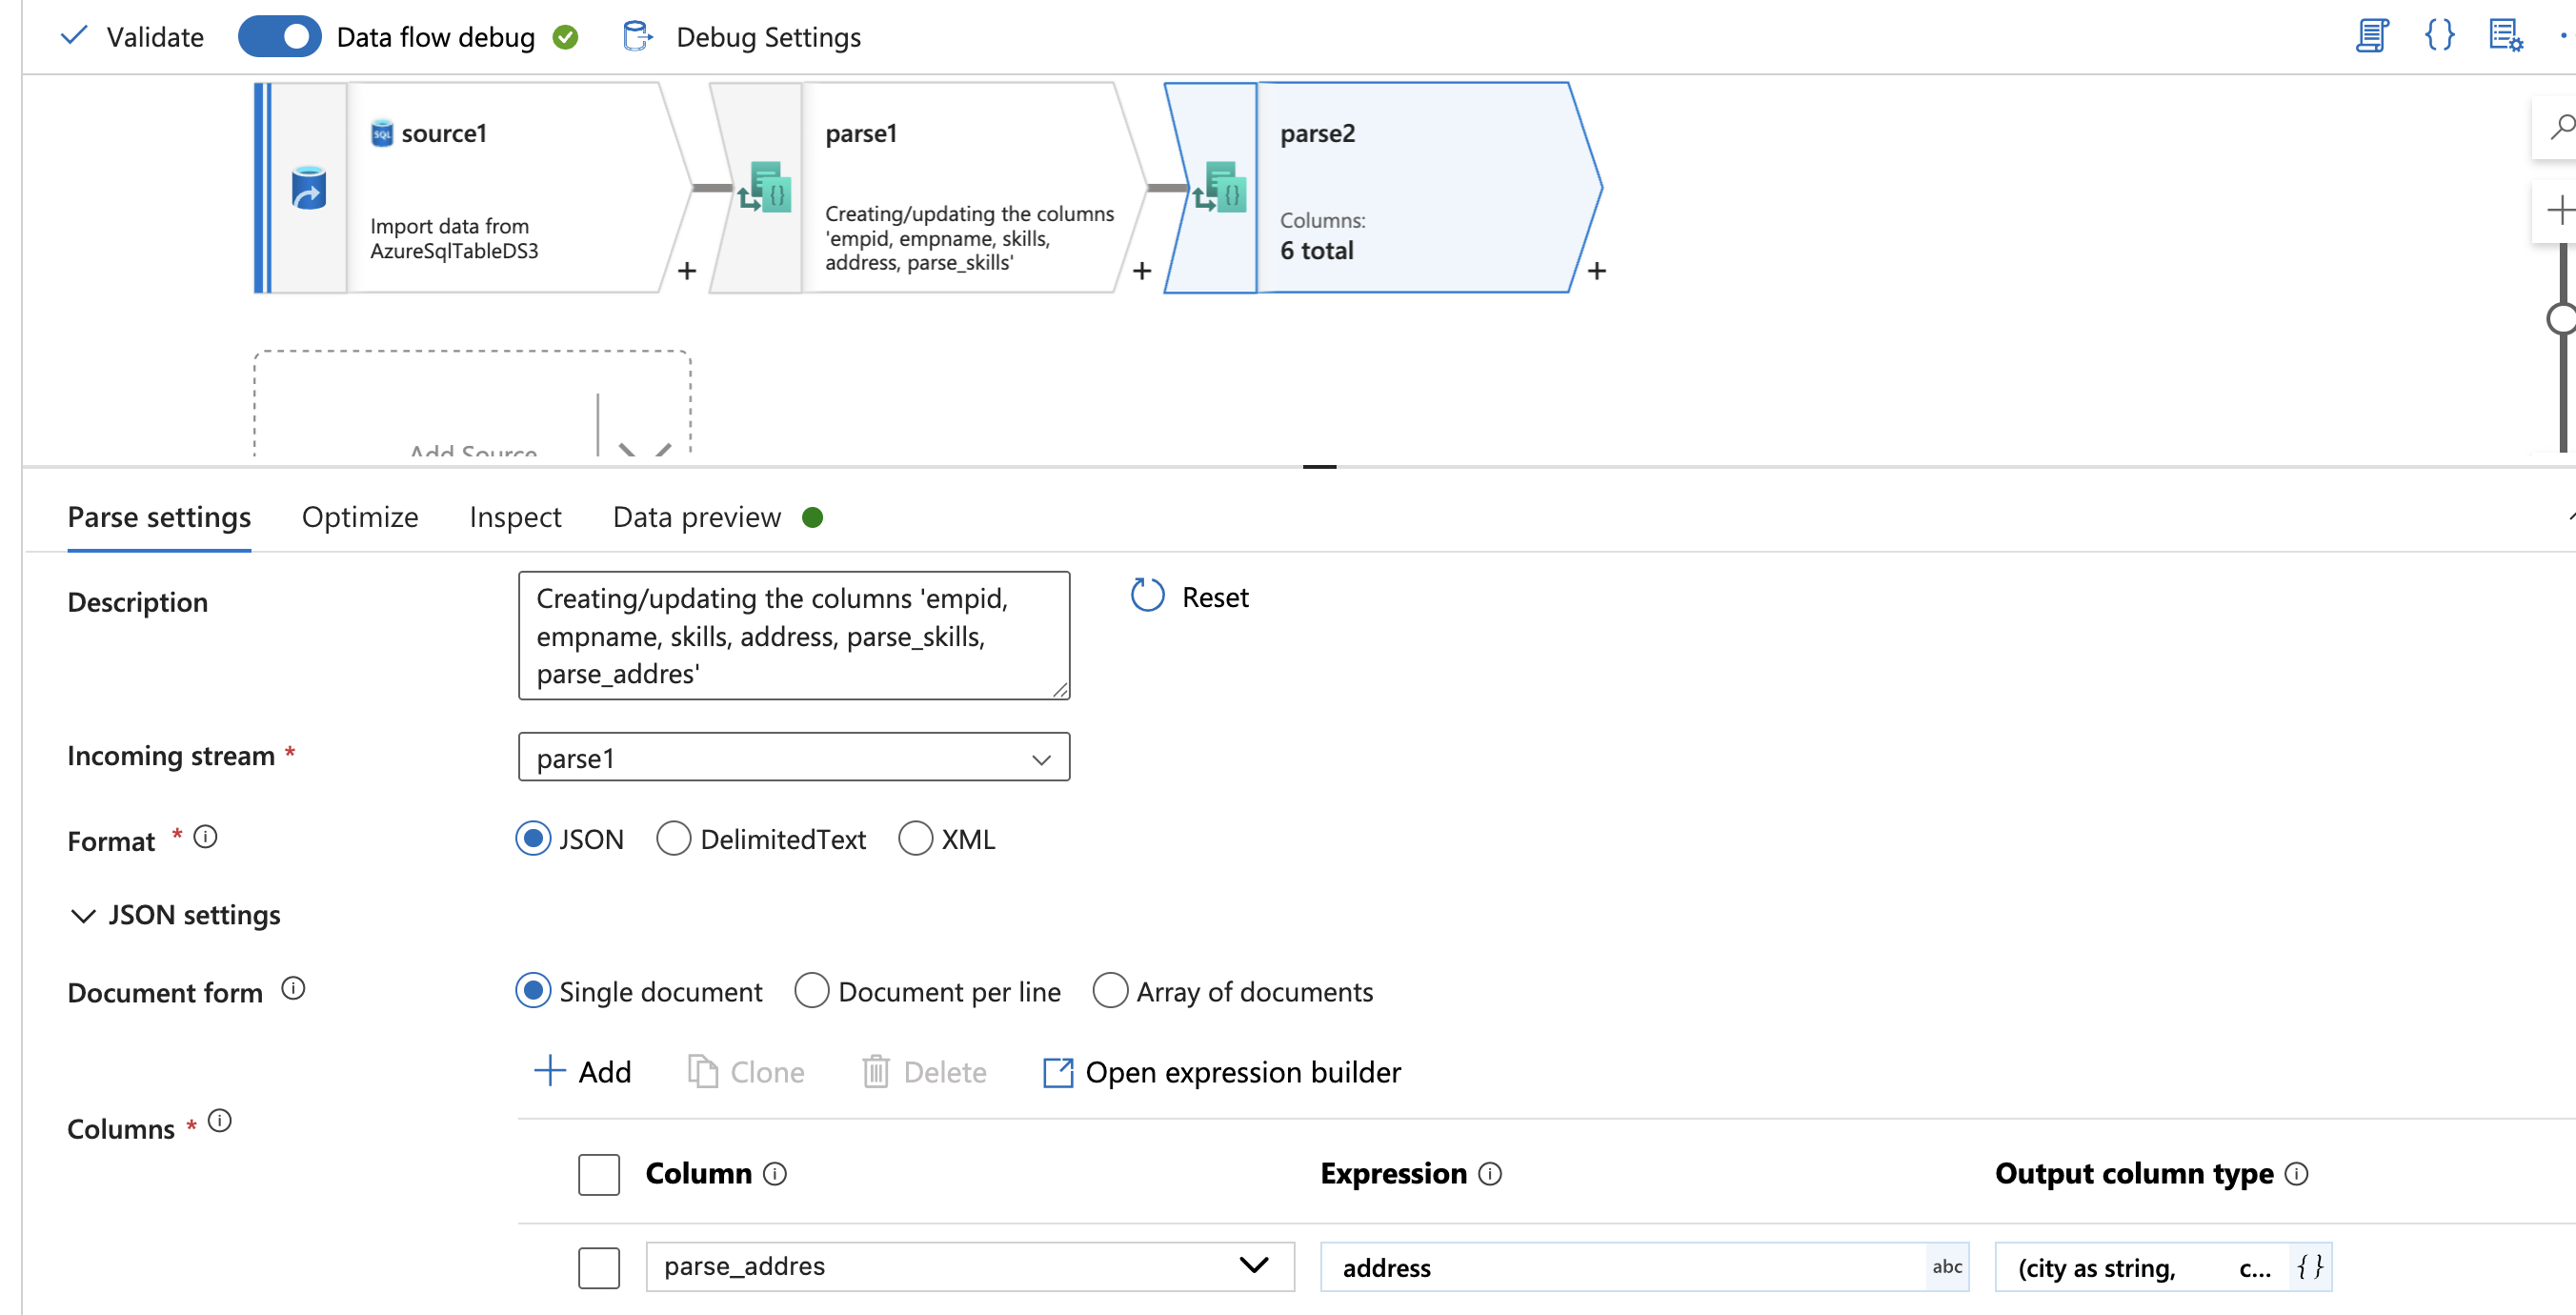 Validate
Data flow debug
Debug Settings
SQL
source1
Import data from
AzureSqlTableDS3
+
parse1
Creating/updating the columns
'empid, empname, skills,
address, parse_skills'
+
parse2
Columns:
6 total
+
Add Source
Parse settings
Optimize
Inspect
Data preview
Description
Creating/updating the columns 'empid,
empname, skills, address, parse_skills,
parse_addres'
Reset
Incoming stream *
parse1
Format *
JSON
DelimitedText
XML
JSON settings
Document form
Single document
Document per line
Array of documents
Add
Clone
Delete
Open expression builder
Columns *
Column
Expression
Output column type
parse_addres
address
abc
(city as string, c... {}